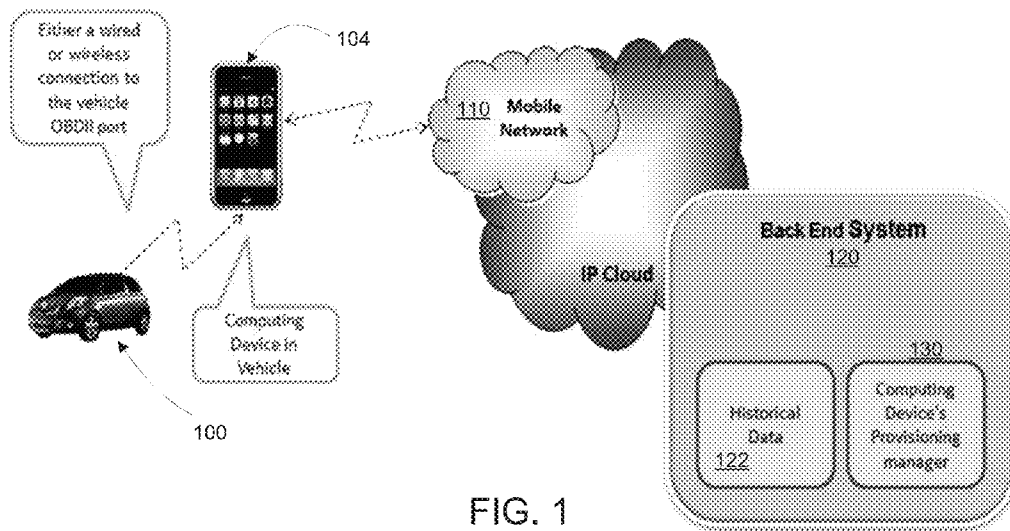 Either a wired
or wireless
connection to
the vehicle
OBDII port
104
110
Mobile
Network
Computing
Device in
Vehicle
100
IP Cloud
Back End System
120
Historical
Data
122
130
Computing
Device's
Provisioning
manager
FIG. 1